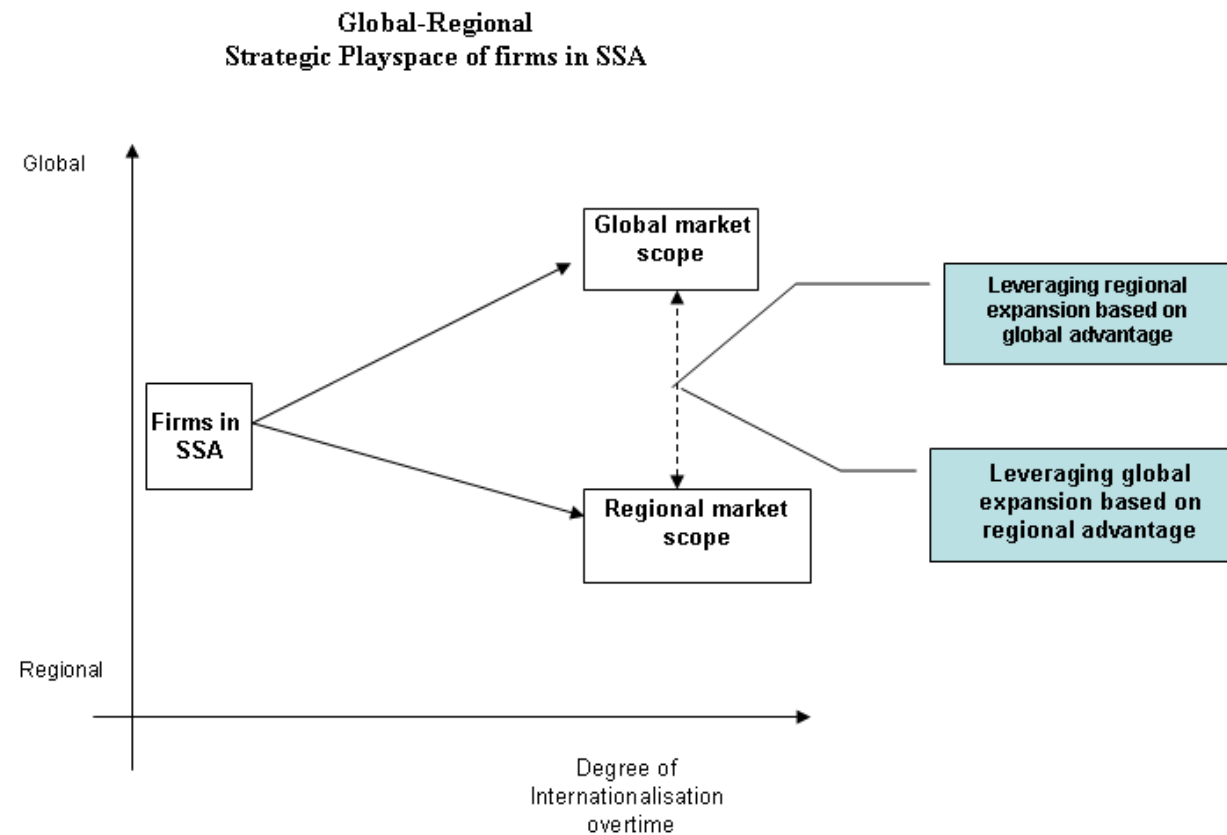 Global-Regional
Strategic Playspace of firms in SSA
Global
Global market
scope
Leveraging regional
expansion based on
global advantage
Firms in
SSA
Leveraging global
expansion based on
regional advantage
Regional market
scope
Regional
Degree of
Internationalisation
overtime